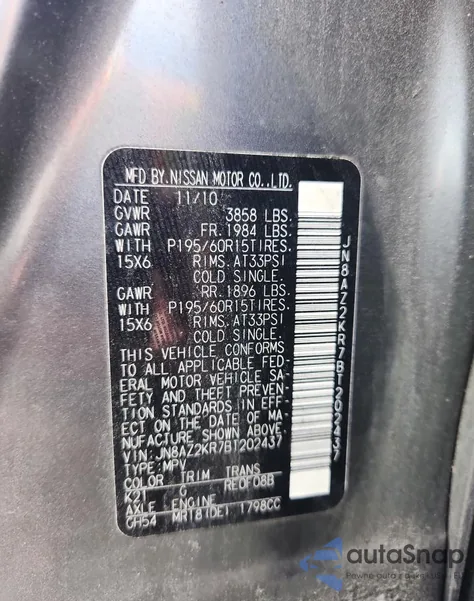 MFD BY.NISSAN MOTOR CO.,LTD.
DATE 11/10
GVWR 3858 LBS.
GAWR FR. 1984 LBS.
WITH P195/60R15TIRES.
15X6 RIMS.AT33PSI
COLD SINGLE.
GAWR RR. 1896 LBS.
WITH P195/60R15TIRES.
15X6 RIMS.AT33PSI
COLD SINGLE.
THIS VEHICLE CONFORMS
TO ALL APPLICABLE FED-
ERAL MOTOR VEHICLE SA-
FETY AND THEFT PREVEN-
TION STANDARDS IN EFF-
ECT ON THE DATE OF MA-
NUFACTURE SHOWN ABOVE.
VIN:JN8AZ2KR7BT202437
TYPE:MPV
COLOR TRIM TRANS
K21 G RE0F08B
AXLE ENGINE
GH54 MR18(DE) 1798CC
JN8AZ2KR7BT202437
autoSnap